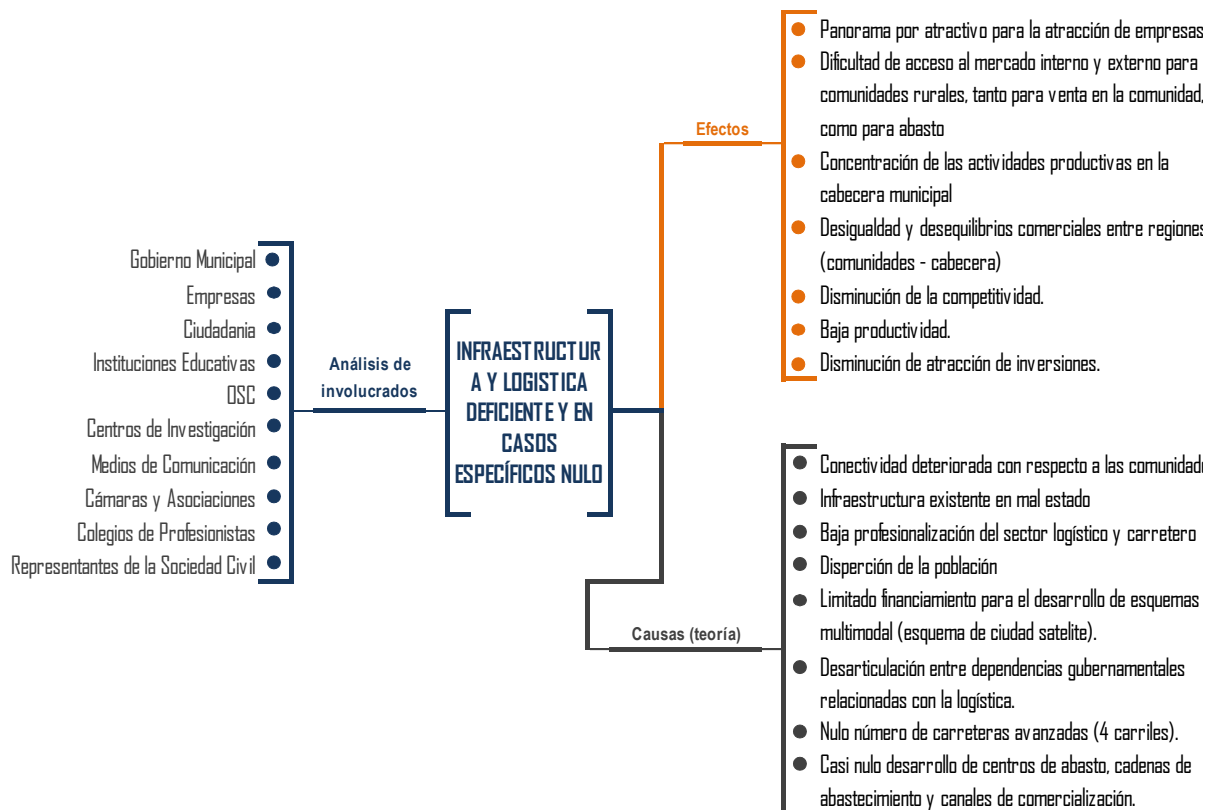 Gobierno Municipal
Empresas
Ciudadania
Instituciones Educativas
OSC
Centros de Investigación
Medios de Comunicación
Cámaras y Asociaciones
Colegios de Profesionistas
Representantes de la Sociedad Civil
Análisis de
involucrados
INFRAESTRUCTUR
A Y LOGISTICA
DEFICIENTE Y EN
CASOS
ESPECÍFICOS NULO
Efectos
Panorama por atractivo para la atracción de empresas
Dificultad de acceso al mercado interno y externo para
comunidades rurales, tanto para venta en la comunidad,
como para abasto
Concentración de las actividades productivas en la
cabecera municipal
Desigualdad y desequilibrios comerciales entre regiones
(comunidades - cabecera)
Disminución de la competitividad.
Baja productividad.
Disminución de atracción de inversiones.
Causas (teoría)
Conectividad deteriorada con respecto a las comunidad
Infraestructura existente en mal estado
Baja profesionalización del sector logístico y carretero
Disperción de la población
Limitado financiamiento para el desarrollo de esquemas
multimodal (esquema de ciudad satelite).
Desarticulación entre dependencias gubernamentales
relacionadas con la logística.
Nulo número de carreteras avanzadas (4 carriles).
Casi nulo desarrollo de centros de abasto, cadenas de
abastecimiento y canales de comercialización.